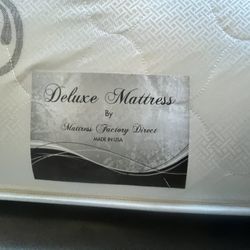 Deluxe Mattress
By
Mattress Factory Direct
MADE IN USA